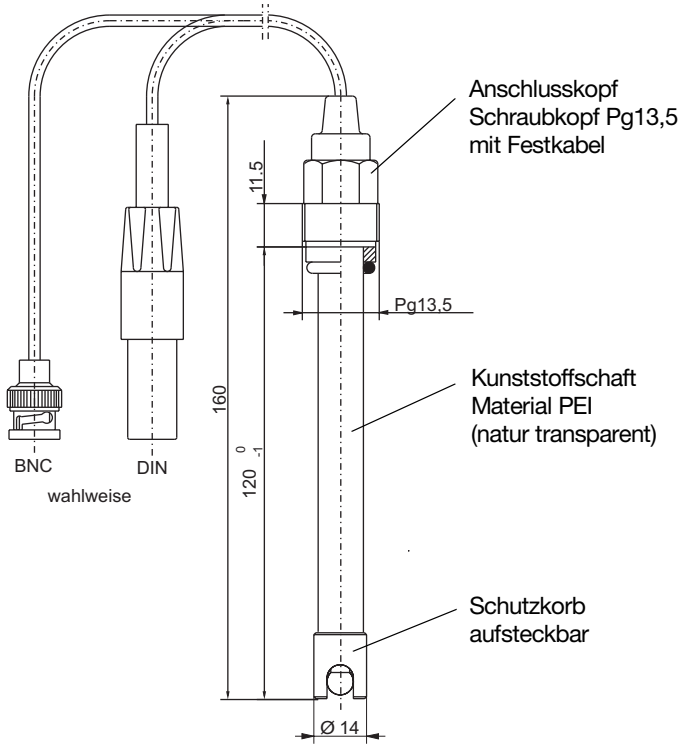 Anschlusskopf
Schraubkopf Pg13,5
mit Festkabel
11.5
Pg13,5
160
120 0 -1
Kunststoffschaft
Material PEI
(natur transparent)
BNC
DIN
wahlweise
Schutzkorb
aufsteckbar
Ø 14